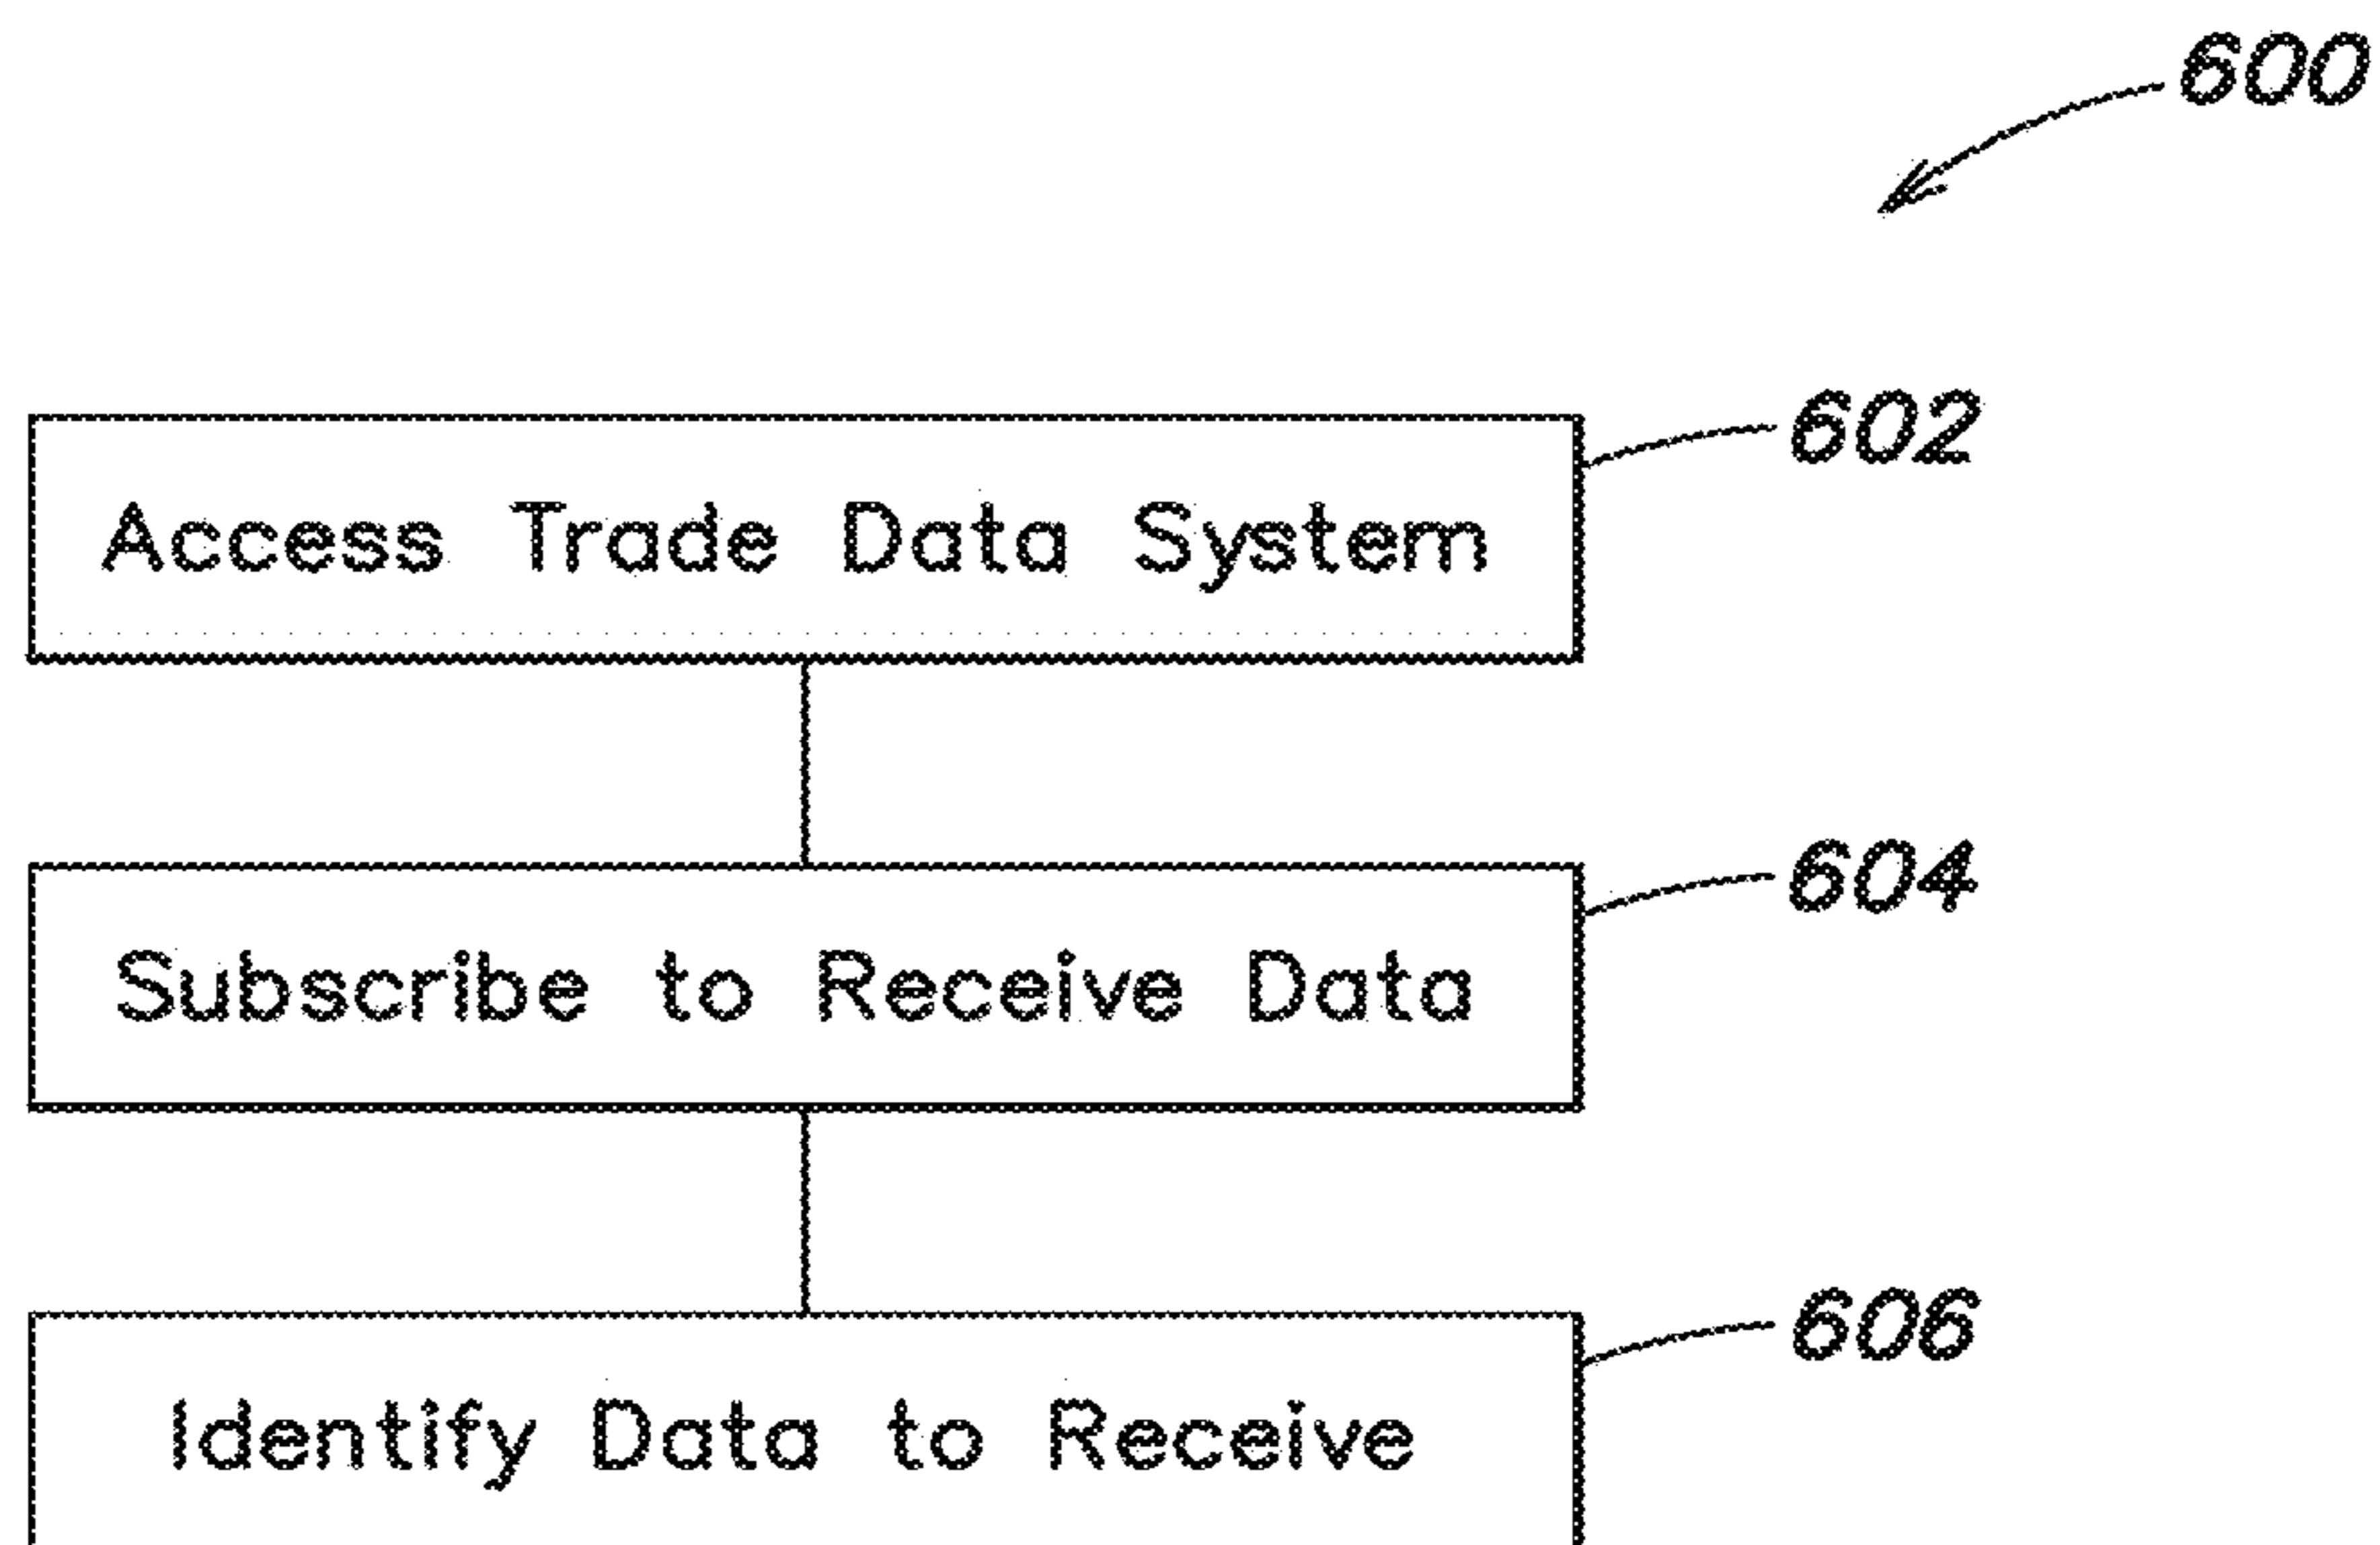 600
602
Access Trade Data System
604
Subscribe to Receive Data
606
Identify Data to Receive